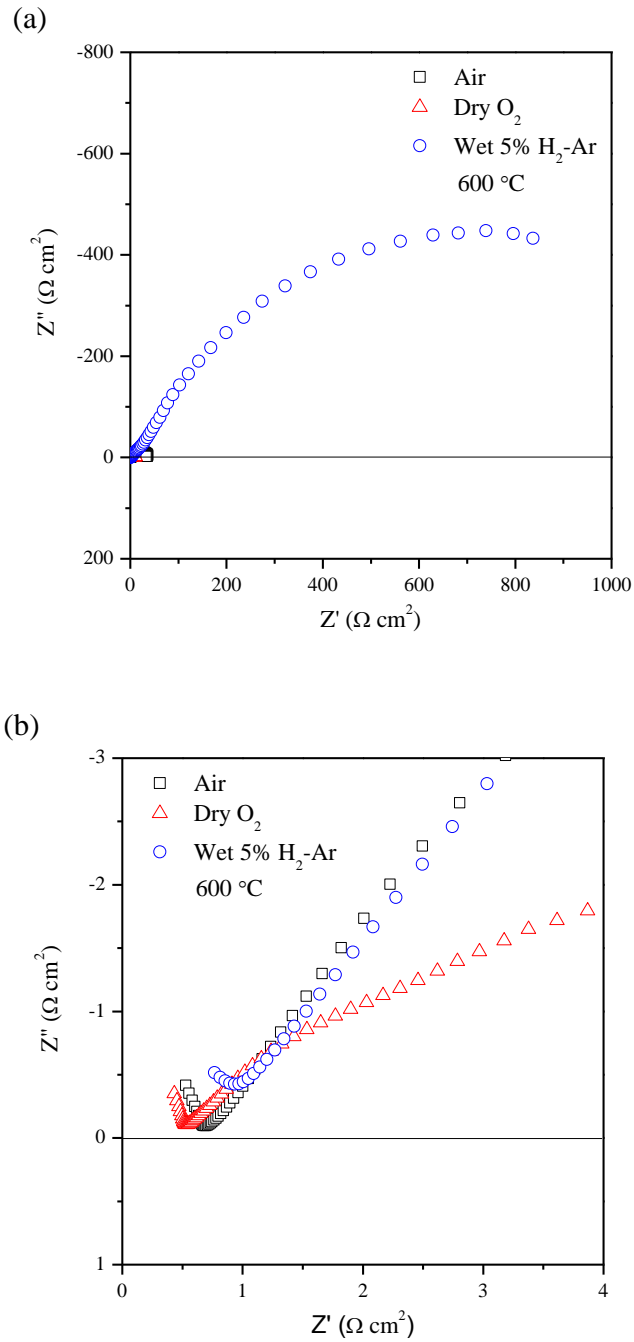 (a)
-800
-600
-400
-200
0
200
0
200
400
600
800
1000
Z'' (Ω cm²)
Z' (Ω cm²)
Air
Dry O₂
Wet 5% H₂-Ar
600 °C
(b)
-3
-2
-1
0
1
0
1
2
3
4
Z'' (Ω cm²)
Z' (Ω cm²)
Air
Dry O₂
Wet 5% H₂-Ar
600 °C